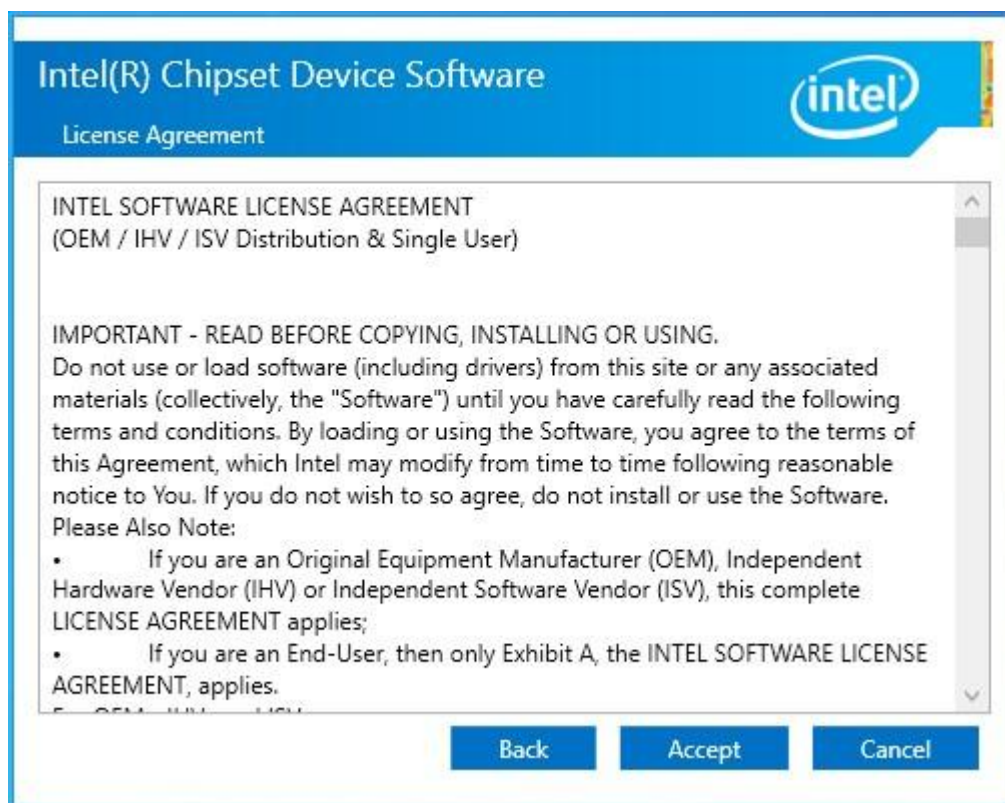 Intel(R) Chipset Device Software
intel
License Agreement
INTEL SOFTWARE LICENSE AGREEMENT
(OEM / IHV / ISV Distribution & Single User)
IMPORTANT - READ BEFORE COPYING, INSTALLING OR USING.
Do not use or load software (including drivers) from this site or any associated
materials (collectively, the "Software") until you have carefully read the following
terms and conditions. By loading or using the Software, you agree to the terms of
this Agreement, which Intel may modify from time to time following reasonable
notice to You. If you do not wish to so agree, do not install or use the Software.
Please Also Note:
• If you are an Original Equipment Manufacturer (OEM), Independent
Hardware Vendor (IHV) or Independent Software Vendor (ISV), this complete
LICENSE AGREEMENT applies;
• If you are an End-User, then only Exhibit A, the INTEL SOFTWARE LICENSE
AGREEMENT, applies.
Back Accept Cancel